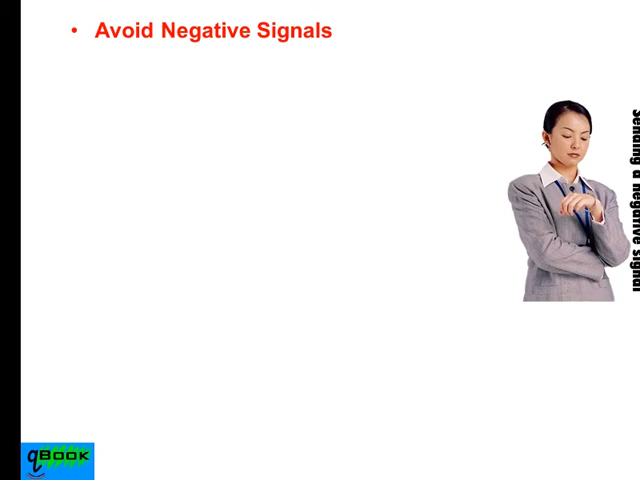 • Avoid Negative Signals
Sending a negative signal
qBOOK